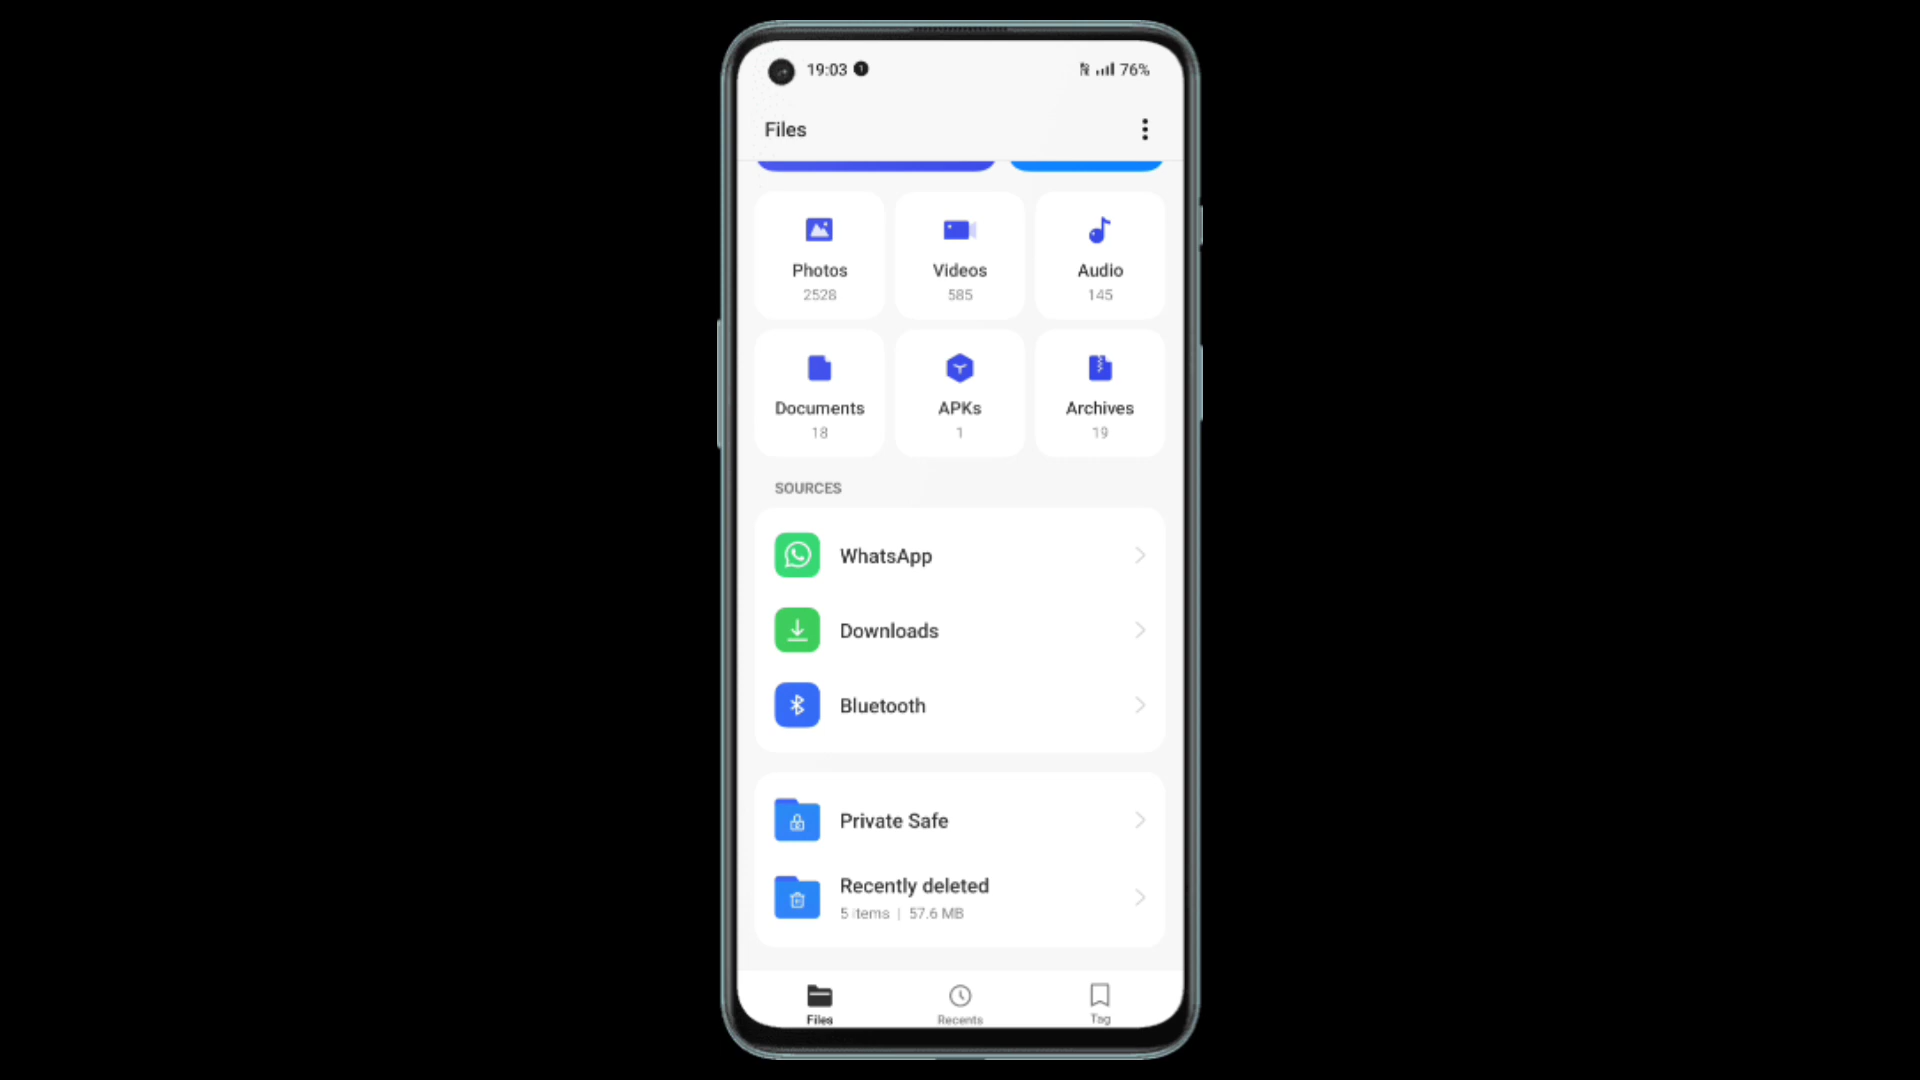 19:03 76%
Files
Photos Videos Audio
2528 585 145
Documents APKs Archives
18 1 19
SOURCES
WhatsApp
Downloads
Bluetooth
Private Safe
Recently deleted
5 items | 57.6 MB
Files Recents Tag